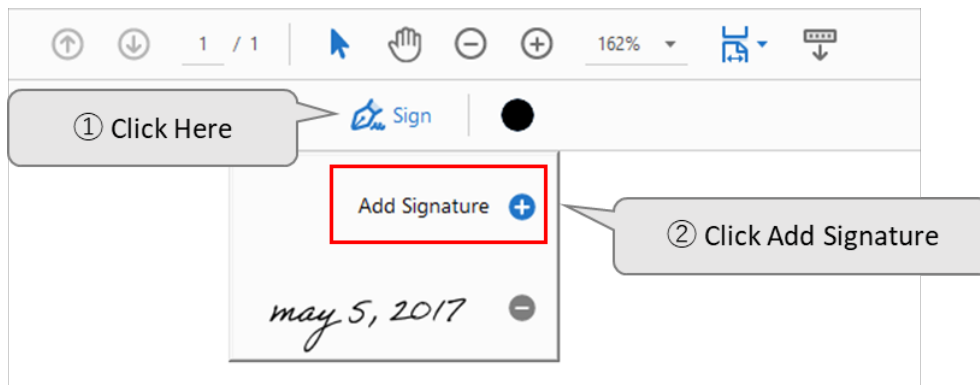 1 / 1 162%
① Click Here
Sign
Add Signature
② Click Add Signature
may 5, 2017